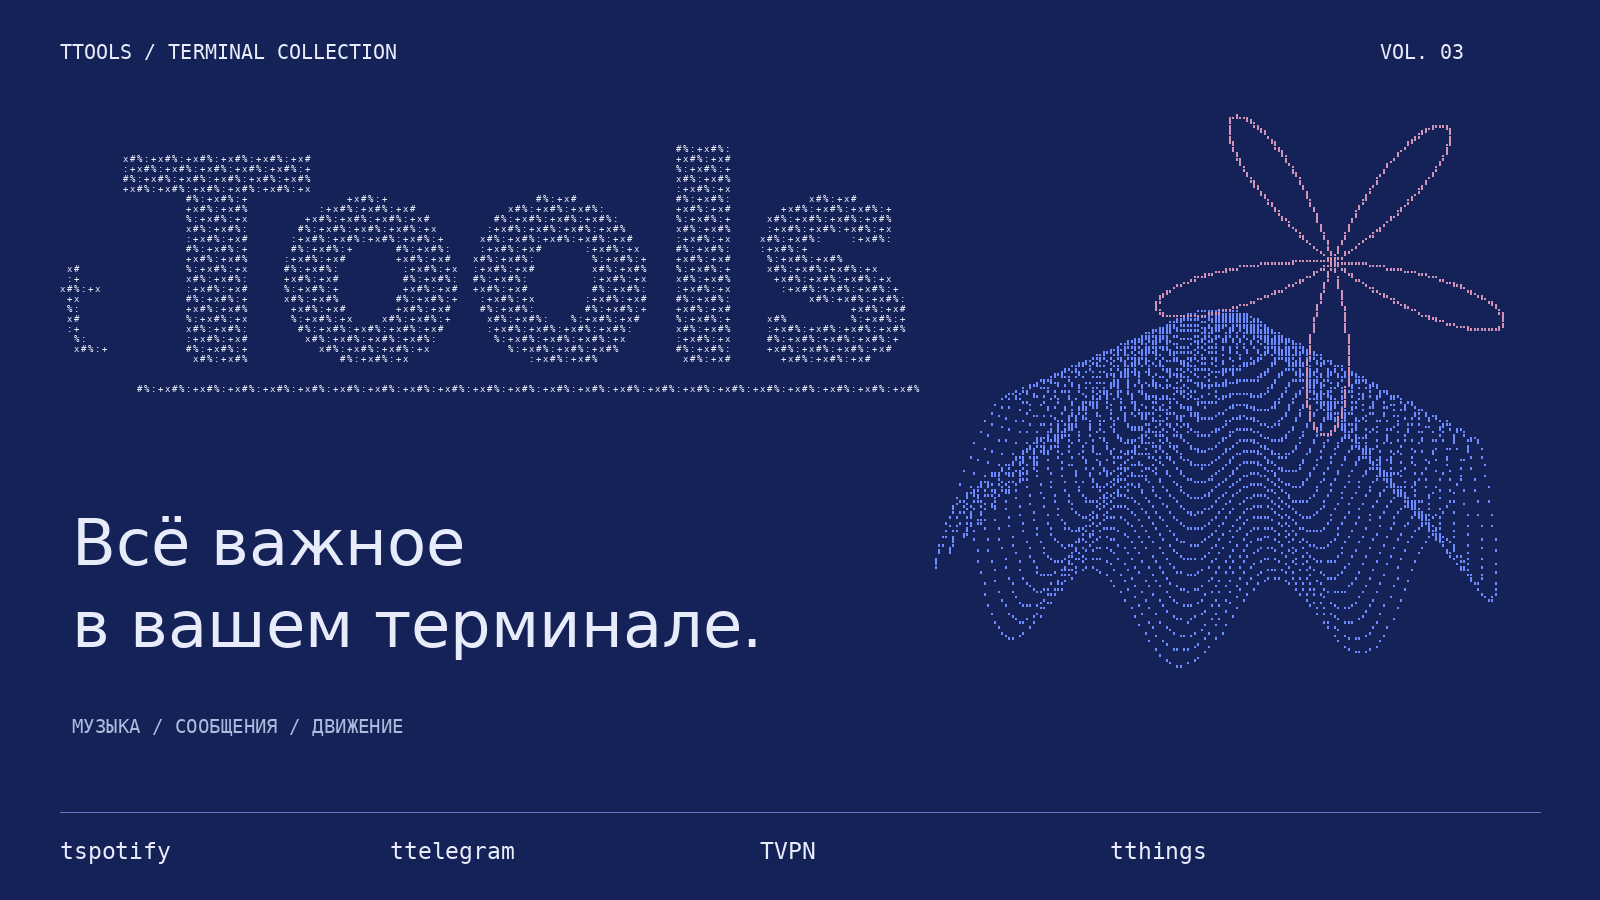 TTOOLS / TERMINAL COLLECTION
VOL. 03
tTools
Всё важное
в вашем терминале.
МУЗЫКА / СООБЩЕНИЯ / ДВИЖЕНИЕ
tspotify
ttelegram
TVPN
tthings